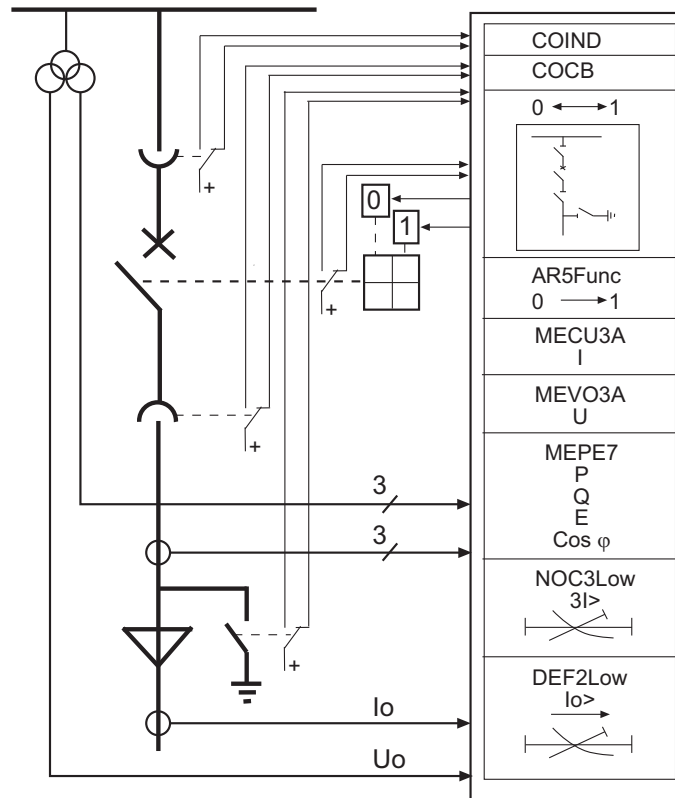 COIND
COCB
0 1
+
0
1
AR5Func
0 1
+
MECU3A
I
MEVO3A
U
+
MEPE7
P
Q
E
Cos φ
3
3
NOC3Low
3I>
+
DEF2Low
Io>
Io
Uo